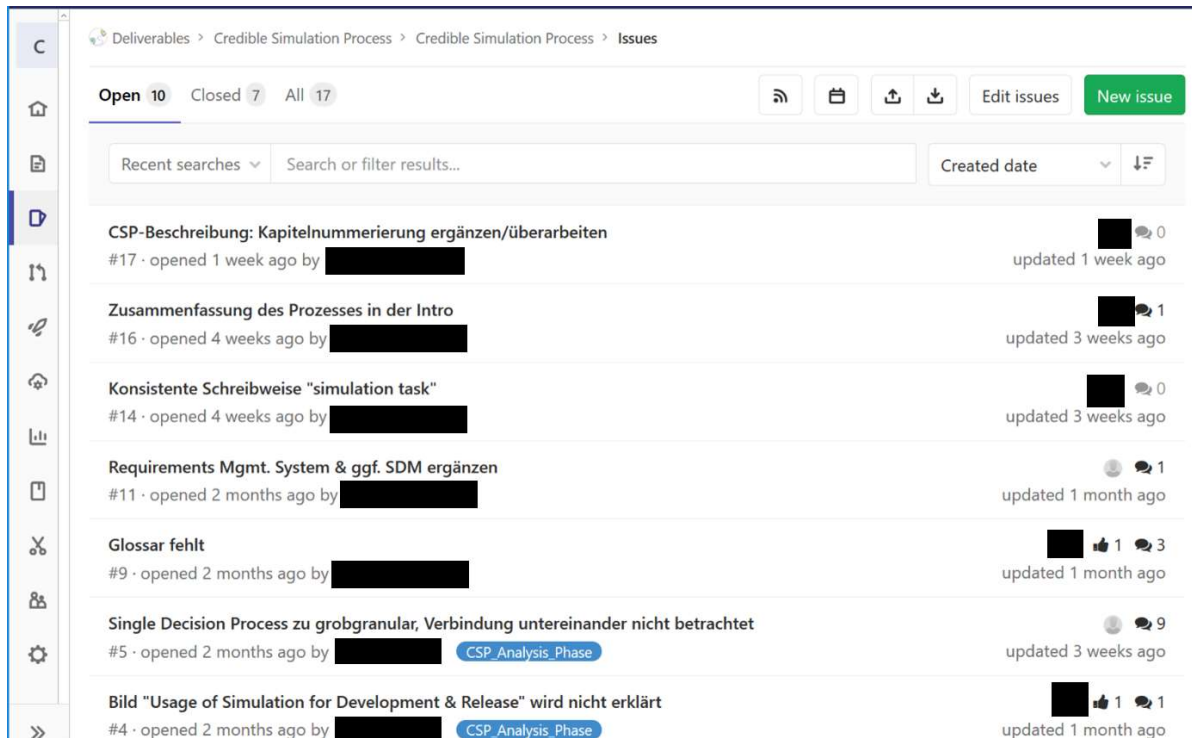 C
Deliverables > Credible Simulation Process > Credible Simulation Process > Issues
Open 10 Closed 7 All 17
Edit issues
New issue
Recent searches
Search or filter results...
Created date
CSP-Beschreibung: Kapitelnummerierung ergänzen/überarbeiten
0
#17 · opened 1 week ago by
updated 1 week ago
Zusammenfassung des Prozesses in der Intro
1
#16 · opened 4 weeks ago by
updated 3 weeks ago
Konsistente Schreibweise "simulation task"
0
#14 · opened 4 weeks ago by
updated 3 weeks ago
Requirements Mgmt. System & ggf. SDM ergänzen
1
#11 · opened 2 months ago by
updated 1 month ago
Glossar fehlt
1 3
#9 · opened 2 months ago by
updated 1 month ago
Single Decision Process zu grobgranular, Verbindung untereinander nicht betrachtet
9
#5 · opened 2 months ago by
CSP_Analysis_Phase
updated 3 weeks ago
Bild "Usage of Simulation for Development & Release" wird nicht erklärt
1 1
#4 · opened 2 months ago by
CSP_Analysis_Phase
updated 1 month ago